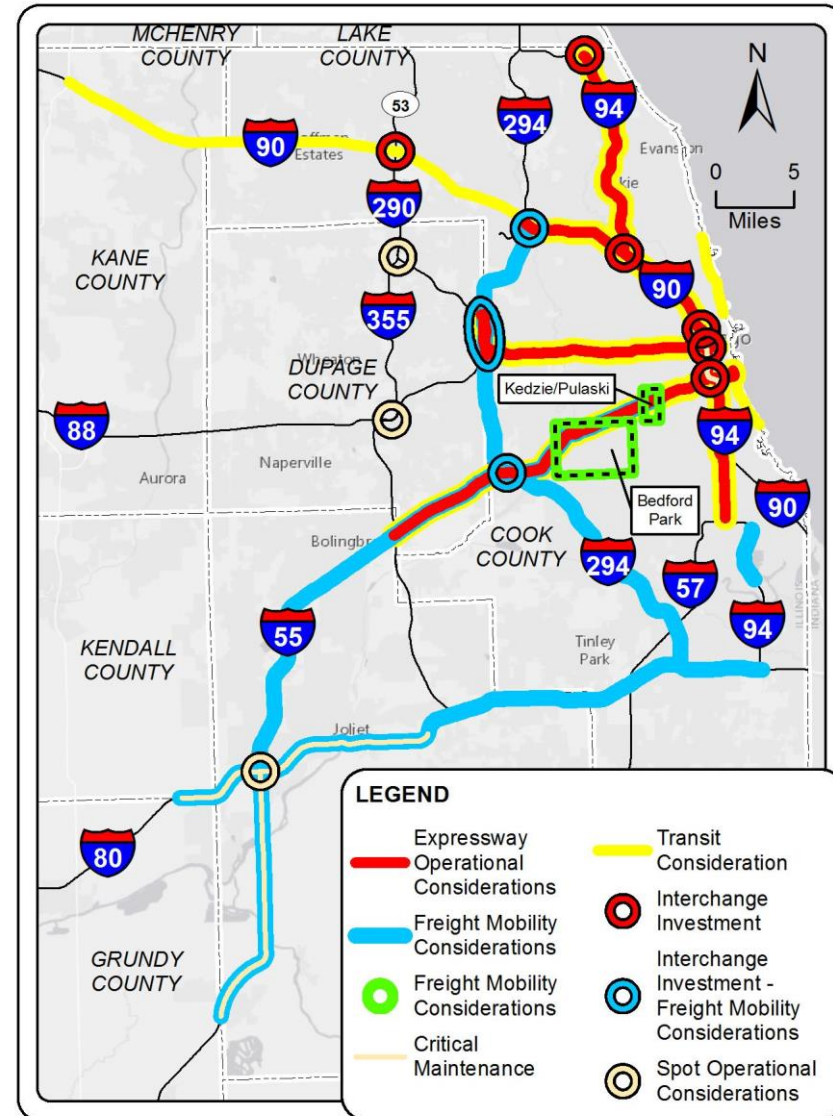 MCHENRY
COUNTY
LAKE
COUNTY
N
53
94
294
90
Estates
Evanston
0 5
Miles
290
KANE
COUNTY
90
355
Wheaton
DUPAGE
COUNTY
Kedzie/Pulaski
88
Aurora
Naperville
94
Bedford
Park
90
COOK
COUNTY
294
57
ILLINOIS
INDIANA
55
94
KENDALL
COUNTY
Tinley
Park
Joliet
80
GRUNDY
COUNTY
LEGEND
Expressway
Operational
Considerations
Freight Mobility
Considerations
Freight Mobility
Considerations
Critical
Maintenance
Transit
Consideration
Interchange
Investment
Interchange
Investment -
Freight Mobility
Considerations
Spot Operational
Considerations